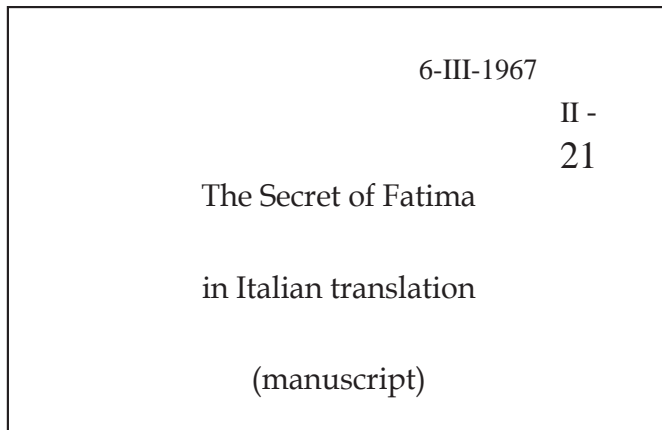 6-III-1967
II -
21
The Secret of Fatima
in Italian translation
(manuscript)